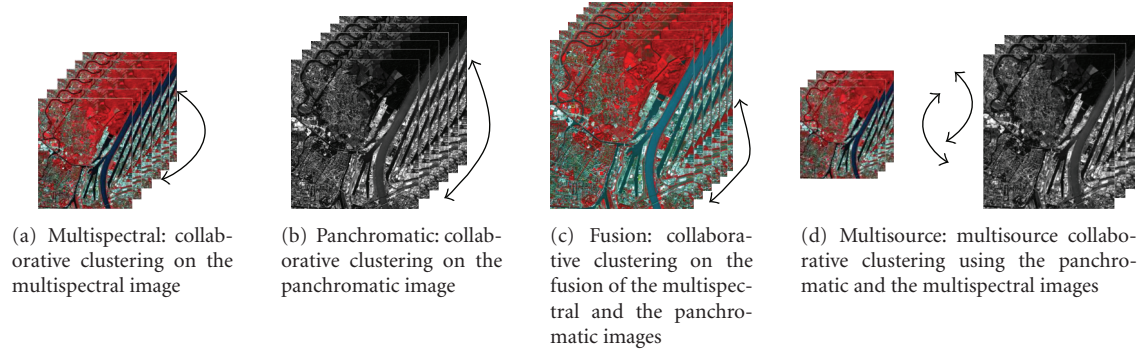 (a) Multispectral: collab-
orative clustering on the
multispectral image
(b) Panchromatic: collab-
orative clustering on the
panchromatic image
(c) Fusion: collabora-
tive clustering on the
fusion of the multispec-
tral and the panchro-
matic images
(d) Multisource: multisource collabo-
rative clustering using the panchro-
matic and the multispectral images